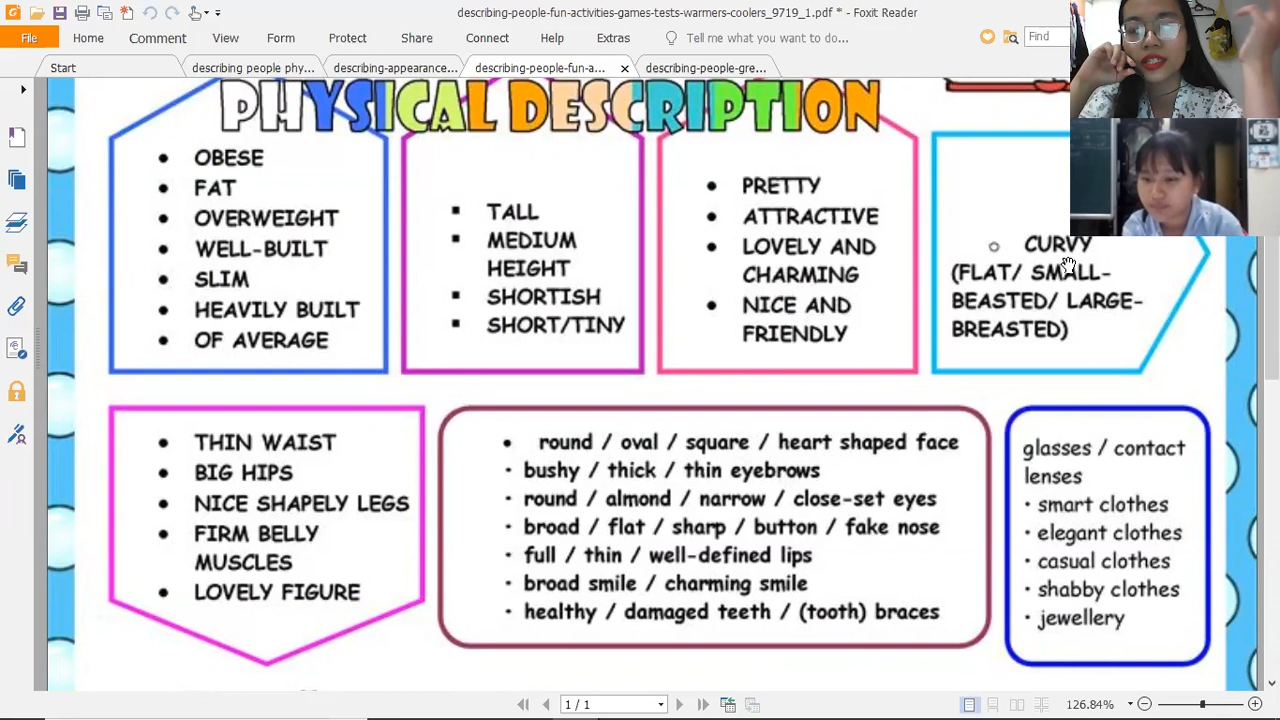 describing-people-fun-activities-games-tests-warmers-coolers_9719_1.pdf * - Foxit Reader
File Home Comment View Form Protect Share Connect Help Extras Tell me what you want to do... Find
Start describing people phy... describing-appearance... describing-people-fun-a... describing-people-gre...
PHYSICAL DESCRIPTION
• OBESE
• FAT
• OVERWEIGHT
• WELL-BUILT
• SLIM
• HEAVILY BUILT
• OF AVERAGE
▪ TALL
▪ MEDIUM
HEIGHT
▪ SHORTISH
▪ SHORT/TINY
• PRETTY
• ATTRACTIVE
• LOVELY AND
CHARMING
• NICE AND
FRIENDLY
○ CURVY
(FLAT/ SMALL-
BEASTED/ LARGE-
BREASTED)
• THIN WAIST
• BIG HIPS
• NICE SHAPELY LEGS
• FIRM BELLY
MUSCLES
• LOVELY FIGURE
• round / oval / square / heart shaped face
· bushy / thick / thin eyebrows
· round / almond / narrow / close-set eyes
· broad / flat / sharp / button / fake nose
· full / thin / well-defined lips
· broad smile / charming smile
· healthy / damaged teeth / (tooth) braces
glasses / contact
lenses
· smart clothes
· elegant clothes
· casual clothes
· shabby clothes
· jewellery
1 / 1 126.84%